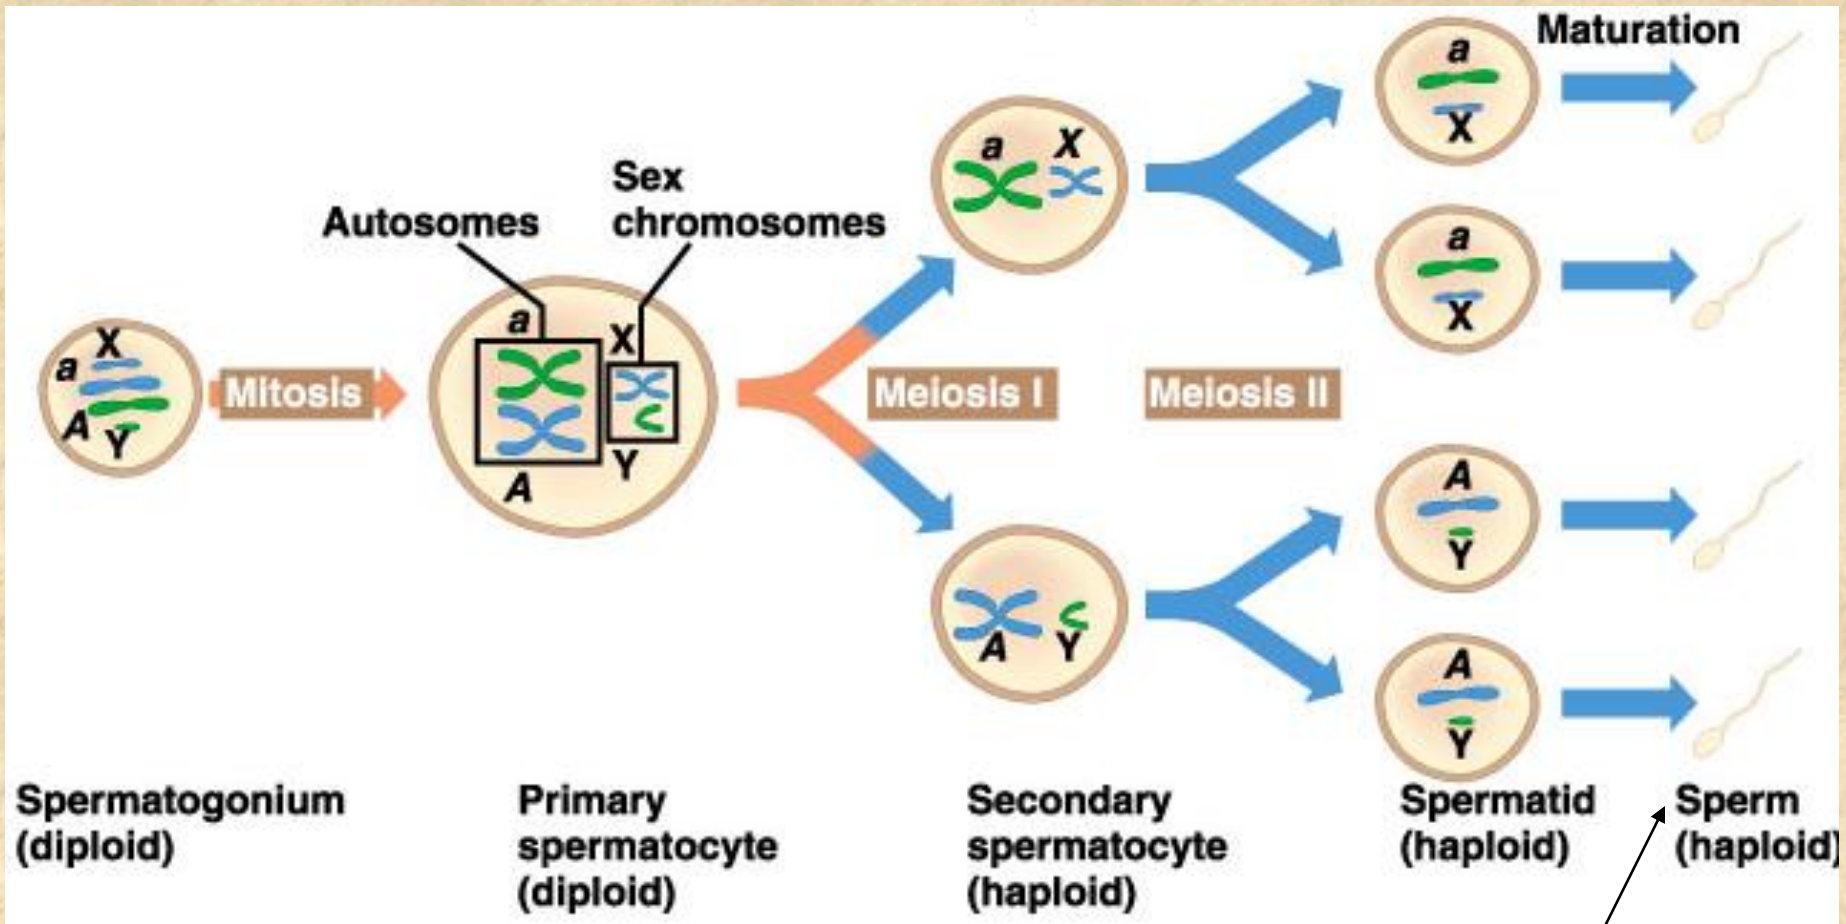 Maturation
a
X
a X
Sex
chromosomes
Autosomes
a
X
a
X
X
a
A
Y
Mitosis
a
X
A
Y
Meiosis I
Meiosis II
A
Y
A Y
A
Y
Spermatogonium
(diploid)
Primary
spermatocyte
(diploid)
Secondary
spermatocyte
(haploid)
Spermatid
(haploid)
Sperm
(haploid)